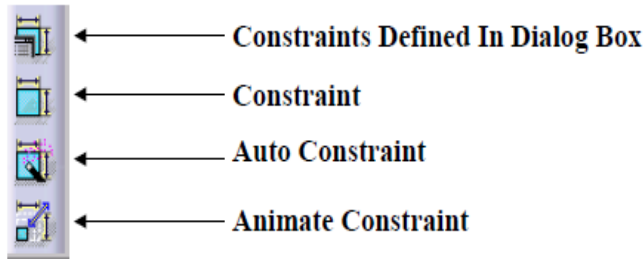 Constraints Defined In Dialog Box
Constraint
Auto Constraint
Animate Constraint